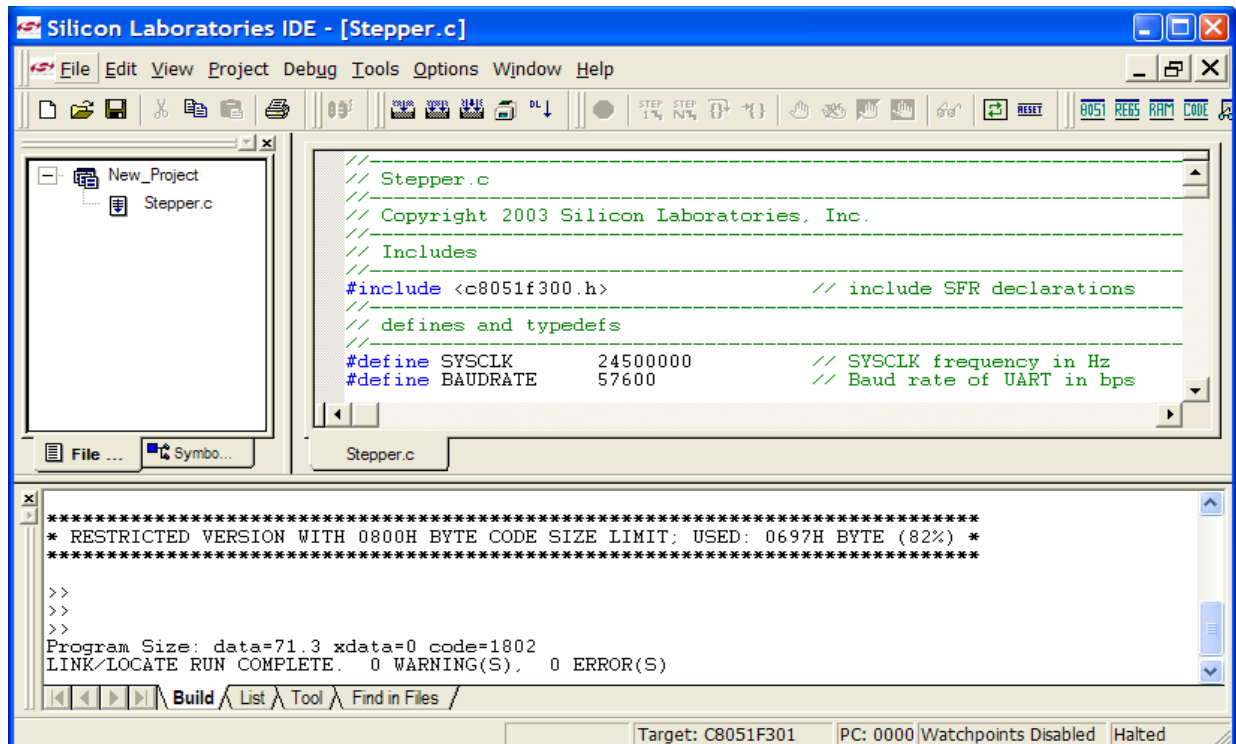 Silicon Laboratories IDE - [Stepper.c]
File Edit View Project Debug Tools Options Window Help
DL STEP STEP RESET 8051 REGS RAM CODE
New_Project
Stepper.c
File ... Symbo...
//------------------------------------------------------------
// Stepper.c
//------------------------------------------------------------
// Copyright 2003 Silicon Laboratories, Inc.
//------------------------------------------------------------
// Includes
//------------------------------------------------------------
#include <c8051f300.h> // include SFR declarations
//------------------------------------------------------------
// defines and typedefs
//------------------------------------------------------------
#define SYSCLK 24500000 // SYSCLK frequency in Hz
#define BAUDRATE 57600 // Baud rate of UART in bps
Stepper.c
******************************************************************************
* RESTRICTED VERSION WITH 0800H BYTE CODE SIZE LIMIT; USED: 0697H BYTE (82%) *
******************************************************************************
>>
>>
>>
Program Size: data=71.3 xdata=0 code=1802
LINK/LOCATE RUN COMPLETE. 0 WARNING(S), 0 ERROR(S)
Build List Tool Find in Files
Target: C8051F301 PC: 0000 Watchpoints Disabled Halted